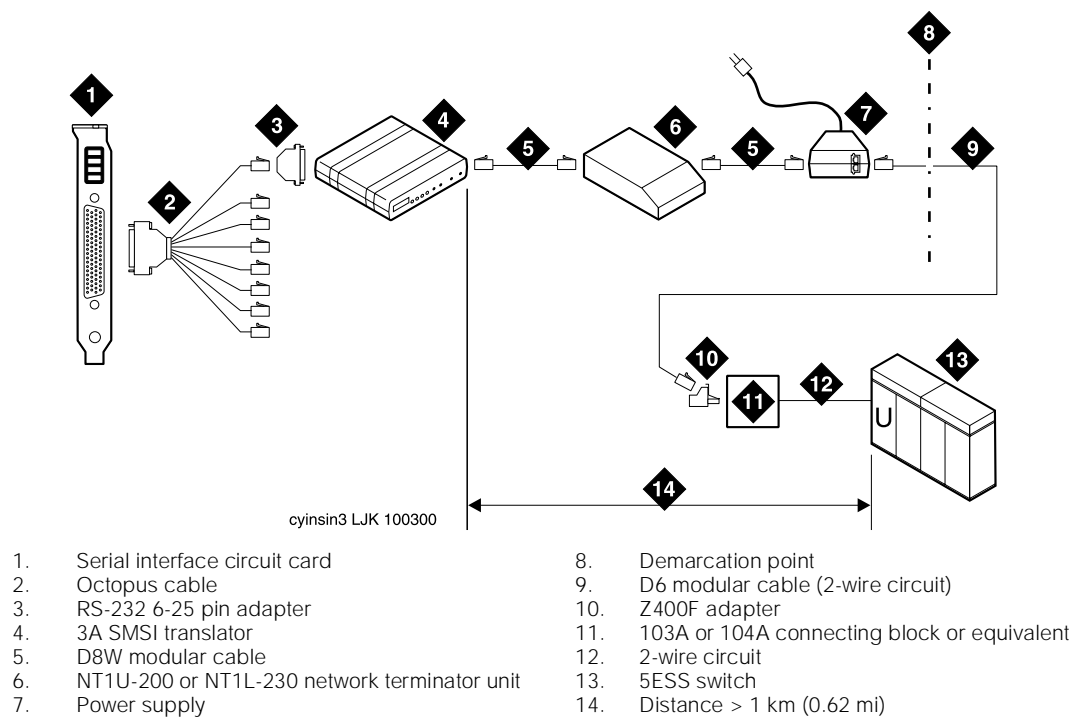 8
1
3
4
6
7
5
5
9
2
10
13
12
11
U
14
cyinsin3 LJK 100300
1. Serial interface circuit card
2. Octopus cable
3. RS-232 6-25 pin adapter
4. 3A SMSI translator
5. D8W modular cable
6. NT1U-200 or NT1L-230 network terminator unit
7. Power supply
8. Demarcation point
9. D6 modular cable (2-wire circuit)
10. Z400F adapter
11. 103A or 104A connecting block or equivalent
12. 2-wire circuit
13. 5ESS switch
14. Distance > 1 km (0.62 mi)